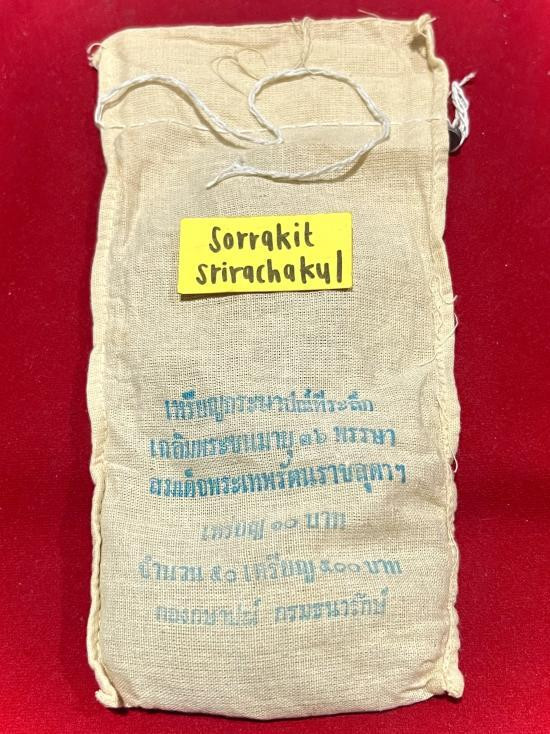 Sorrakit
srirachakul
เหรียญกระษาปณ์ที่ระลึก
เฉลิมพระชนมายุ ๓๖ พรรษา
สมเด็จพระเทพรัตนราชสุดาฯ
เหรียญ ๑๐ บาท
จำนวน ๕๐ เหรียญ ๕๐๐ บาท
กองกษาปณ์ กรมธนารักษ์